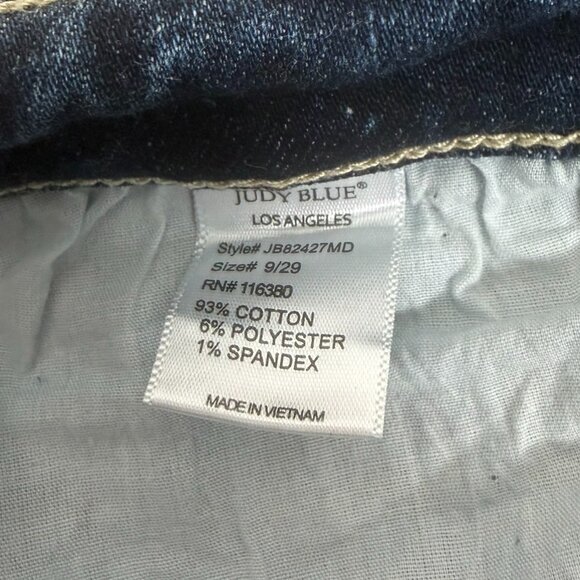 JUDY BLUE®
LOS ANGELES
Style# JB82427MD
Size# 9/29
RN# 116380
93% COTTON
6% POLYESTER
1% SPANDEX
MADE IN VIETNAM